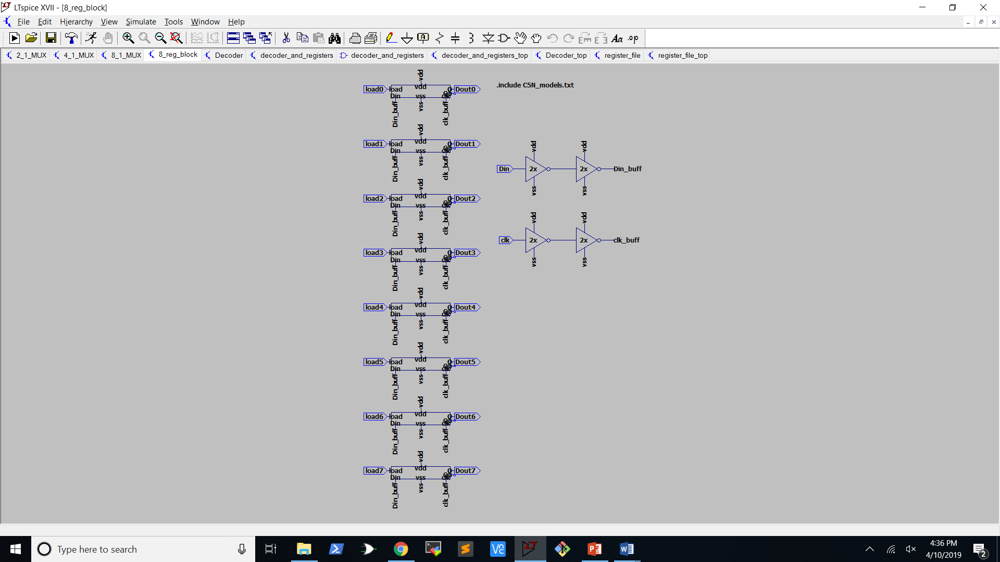 LTspice XVII - [8_reg_block]
File Edit Hierarchy View Simulate Tools Window Help
.op
2_1_MUX 4_1_MUX 8_1_MUX 8_reg_block Decoder decoder_and_registers decoder_and_registers decoder_and_registers_top Decoder_top register_file register_file_top
.include C5N_models.txt
vdd
load0 load vdd Q Dout0
Din vss clk
Din_buff vss clk_buff
vdd
load1 load vdd Q Dout1
Din vss clk
Din_buff vss clk_buff
vdd
load2 load vdd Q Dout2
Din vss clk
Din_buff vss clk_buff
vdd
load3 load vdd Q Dout3
Din vss clk
Din_buff vss clk_buff
vdd
load4 load vdd Q Dout4
Din vss clk
Din_buff vss clk_buff
vdd
load5 load vdd Q Dout5
Din vss clk
Din_buff vss clk_buff
vdd
load6 load vdd Q Dout6
Din vss clk
Din_buff vss clk_buff
vdd
load7 load vdd Q Dout7
Din vss clk
Din_buff vss clk_buff
vdd vdd
Din 2x 2x Din_buff
vss vss
vdd vdd
clk 2x 2x clk_buff
vss vss
Type here to search
4:36 PM
4/10/2019
2